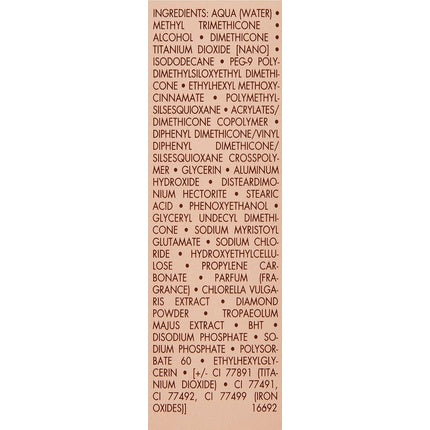 INGREDIENTS: AQUA (WATER) •
METHYL TRIMETHICONE •
ALCOHOL • DIMETHICONE •
TITANIUM DIOXIDE [NANO] •
ISODODECANE • PEG-9 POLY-
DIMETHYLSILOXYETHYL DIMETHI-
CONE • ETHYLHEXYL METHOXY-
CINNAMATE • POLYMETHYL-
SILSESQUIOXANE • ACRYLATES/
DIMETHICONE COPOLYMER •
DIPHENYL DIMETHICONE/VINYL
DIPHENYL DIMETHICONE/
SILSESQUIOXANE CROSSPOLY-
MER • GLYCERIN • ALUMINUM
HYDROXIDE • DISTEARDIMO-
NIUM HECTORITE • STEARIC
ACID • PHENOXYETHANOL •
GLYCERYL UNDECYL DIMETHI-
CONE • SODIUM MYRISTOYL
GLUTAMATE • SODIUM CHLO-
RIDE • HYDROXYETHYLCELLU-
LOSE • PROPYLENE CAR-
BONATE • PARFUM (FRA-
GRANCE) • CHLORELLA VULGA-
RIS EXTRACT • DIAMOND
POWDER • TROPAEOLUM
MAJUS EXTRACT • BHT •
DISODIUM PHOSPHATE • SO-
DIUM PHOSPHATE • POLYSOR-
BATE 60 • ETHYLHEXYLGLY-
CERIN • [+/- CI 77891 (TITA-
NIUM DIOXIDE) • CI 77491,
CI 77492, CI 77499 (IRON
OXIDES)] 16692